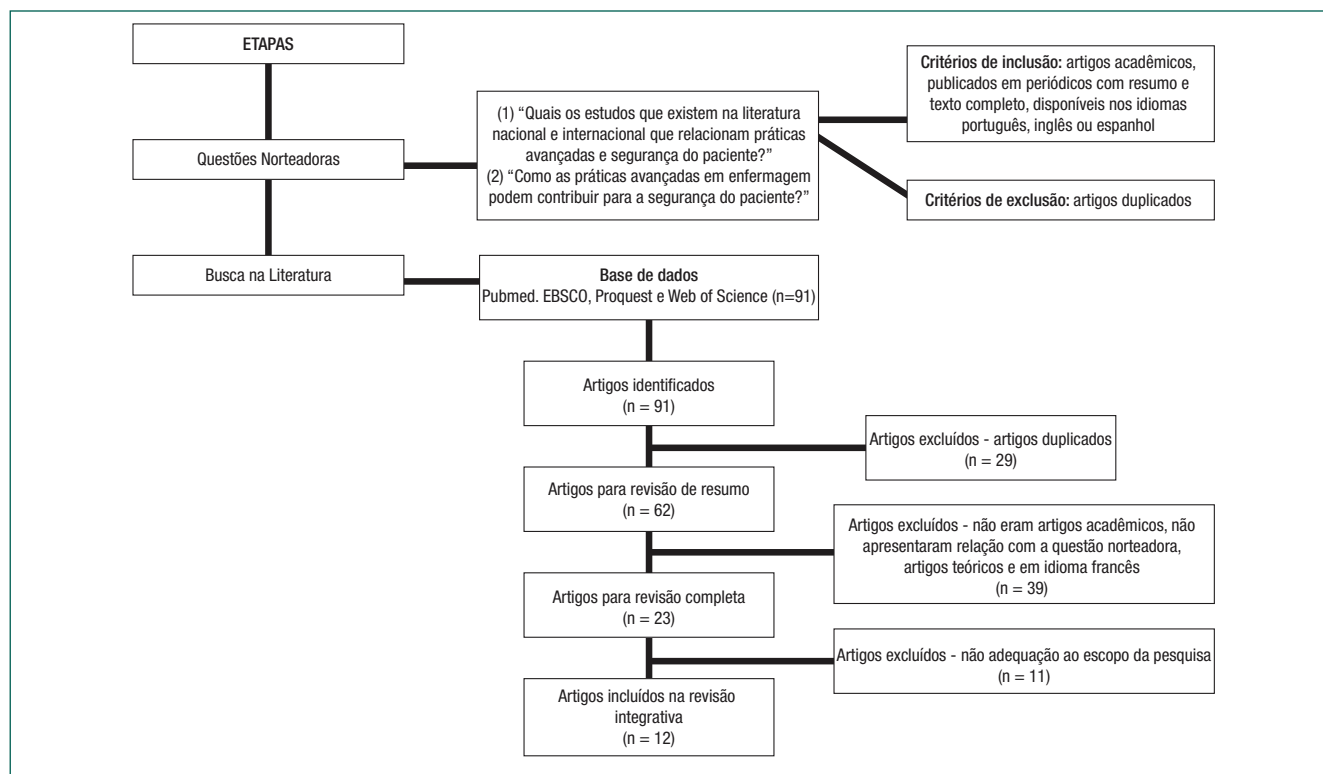 ETAPAS
Questões Norteadoras
(1) “Quais os estudos que existem na literatura
nacional e internacional que relacionam práticas
avançadas e segurança do paciente?”
(2) “Como as práticas avançadas em enfermagem
podem contribuir para a segurança do paciente?”
Critérios de inclusão: artigos acadêmicos,
publicados em periódicos com resumo e
texto completo, disponíveis nos idiomas
português, inglês ou espanhol
Critérios de exclusão: artigos duplicados
Busca na Literatura
Base de dados
Pubmed. EBSCO, Proquest e Web of Science (n=91)
Artigos identificados
(n = 91)
Artigos excluídos - artigos duplicados
(n = 29)
Artigos para revisão de resumo
(n = 62)
Artigos excluídos - não eram artigos acadêmicos, não
apresentaram relação com a questão norteadora,
artigos teóricos e em idioma francês
(n = 39)
Artigos para revisão completa
(n = 23)
Artigos excluídos - não adequação ao escopo da pesquisa
(n = 11)
Artigos incluídos na revisão
integrativa
(n = 12)